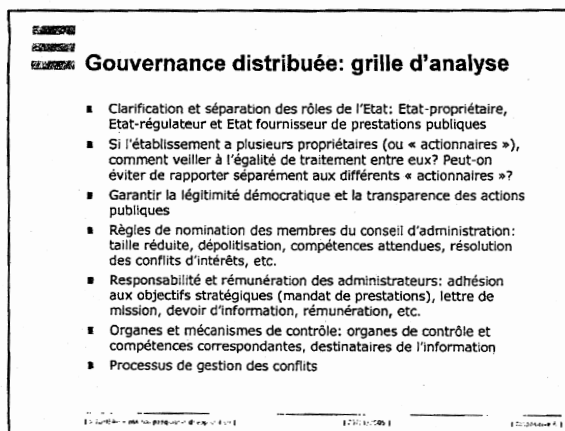 Gouvernance distribuée: grille d'analyse
Clarification et séparation des rôles de l'Etat: Etat-propriétaire,
Etat-régulateur et Etat fournisseur de prestations publiques
Si l'établissement a plusieurs propriétaires (ou « actionnaires »),
comment veiller à l'égalité de traitement entre eux? Peut-on
éviter de rapporter séparément aux différents « actionnaires »?
Garantir la légitimité démocratique et la transparence des actions
publiques
Règles de nomination des membres du conseil d'administration:
taille réduite, dépolitisation, compétences attendues, résolution
des conflits d'intérêts, etc.
Responsabilité et rémunération des administrateurs: adhésion
aux objectifs stratégiques (mandat de prestations), lettre de
mission, devoir d'information, rémunération, etc.
Organes et mécanismes de contrôle: organes de contrôle et
compétences correspondantes, destinataires de l'information
Processus de gestion des conflits